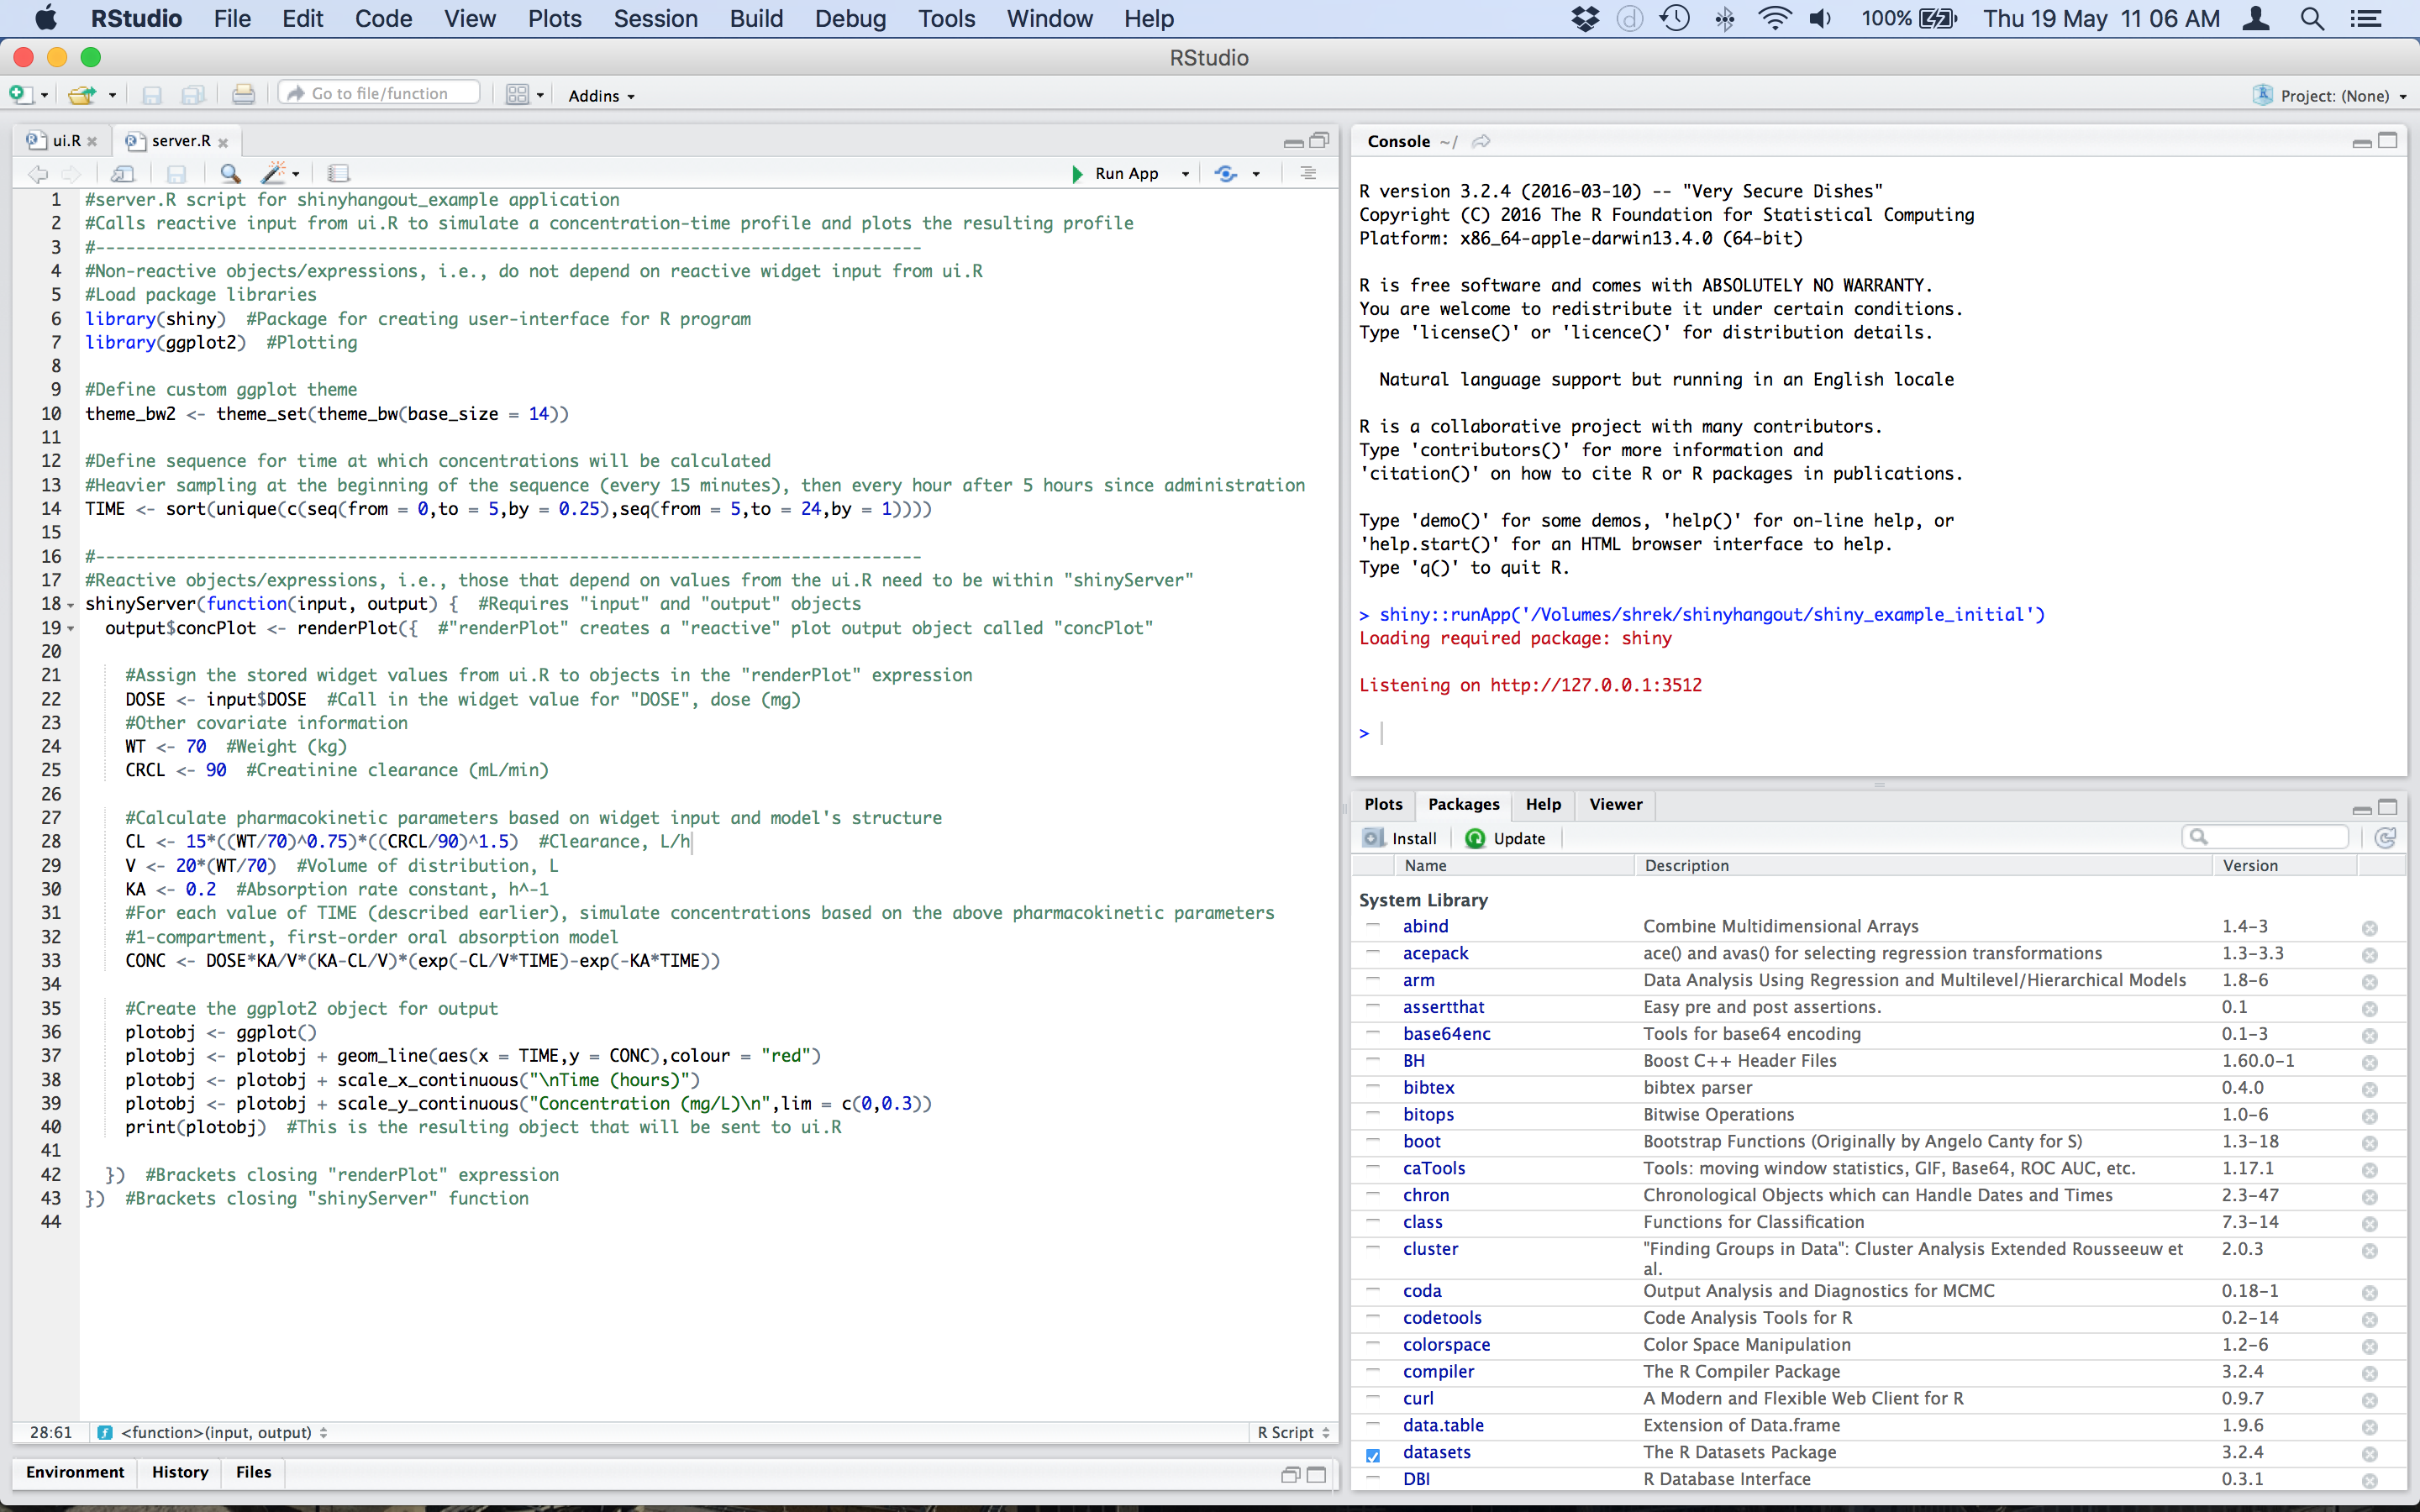 RStudio File Edit Code View Plots Session Build Debug Tools Window Help 100% Thu 19 May 11 06 AM
RStudio
Go to file/function Addins Project: (None)
ui.R server.R
Run App
1 #server.R script for shinyhangout_example application
2 #Calls reactive input from ui.R to simulate a concentration-time profile and plots the resulting profile
3 #----------------------------------------------------------------------------------
4 #Non-reactive objects/expressions, i.e., do not depend on reactive widget input from ui.R
5 #Load package libraries
6 library(shiny)  #Package for creating user-interface for R program
7 library(ggplot2)  #Plotting
8
9 #Define custom ggplot theme
10 theme_bw2 <- theme_set(theme_bw(base_size = 14))
11
12 #Define sequence for time at which concentrations will be calculated
13 #Heavier sampling at the beginning of the sequence (every 15 minutes), then every hour after 5 hours since administration
14 TIME <- sort(unique(c(seq(from = 0,to = 5,by = 0.25),seq(from = 5,to = 24,by = 1))))
15
16 #----------------------------------------------------------------------------------
17 #Reactive objects/expressions, i.e., those that depend on values from the ui.R need to be within "shinyServer"
18 shinyServer(function(input, output) {  #Requires "input" and "output" objects
19   output$concPlot <- renderPlot({  #"renderPlot" creates a "reactive" plot output object called "concPlot"
20
21     #Assign the stored widget values from ui.R to objects in the "renderPlot" expression
22     DOSE <- input$DOSE  #Call in the widget value for "DOSE", dose (mg)
23     #Other covariate information
24     WT <- 70  #Weight (kg)
25     CRCL <- 90  #Creatinine clearance (mL/min)
26
27     #Calculate pharmacokinetic parameters based on widget input and model's structure
28     CL <- 15*((WT/70)^0.75)*((CRCL/90)^1.5)  #Clearance, L/h
29     V <- 20*(WT/70)  #Volume of distribution, L
30     KA <- 0.2  #Absorption rate constant, h^-1
31     #For each value of TIME (described earlier), simulate concentrations based on the above pharmacokinetic parameters
32     #1-compartment, first-order oral absorption model
33     CONC <- DOSE*KA/V*(KA-CL/V)*(exp(-CL/V*TIME)-exp(-KA*TIME))
34
35     #Create the ggplot2 object for output
36     plotobj <- ggplot()
37     plotobj <- plotobj + geom_line(aes(x = TIME,y = CONC),colour = "red")
38     plotobj <- plotobj + scale_x_continuous("\nTime (hours)")
39     plotobj <- plotobj + scale_y_continuous("Concentration (mg/L)\n",lim = c(0,0.3))
40     print(plotobj)  #This is the resulting object that will be sent to ui.R
41
42   })  #Brackets closing "renderPlot" expression
43 })  #Brackets closing "shinyServer" function
44
28:61 <function>(input, output) R Script
Environment History Files
Console ~/
R version 3.2.4 (2016-03-10) -- "Very Secure Dishes"
Copyright (C) 2016 The R Foundation for Statistical Computing
Platform: x86_64-apple-darwin13.4.0 (64-bit)
R is free software and comes with ABSOLUTELY NO WARRANTY.
You are welcome to redistribute it under certain conditions.
Type 'license()' or 'licence()' for distribution details.
Natural language support but running in an English locale
R is a collaborative project with many contributors.
Type 'contributors()' for more information and
'citation()' on how to cite R or R packages in publications.
Type 'demo()' for some demos, 'help()' for on-line help, or
'help.start()' for an HTML browser interface to help.
Type 'q()' to quit R.
> shiny::runApp('/Volumes/shrek/shinyhangout/shiny_example_initial')
Loading required package: shiny
Listening on http://127.0.0.1:3512
>
Plots Packages Help Viewer
Install Update
Name Description Version
System Library
abind Combine Multidimensional Arrays 1.4-3
acepack ace() and avas() for selecting regression transformations 1.3-3.3
arm Data Analysis Using Regression and Multilevel/Hierarchical Models 1.8-6
assertthat Easy pre and post assertions. 0.1
base64enc Tools for base64 encoding 0.1-3
BH Boost C++ Header Files 1.60.0-1
bibtex bibtex parser 0.4.0
bitops Bitwise Operations 1.0-6
boot Bootstrap Functions (Originally by Angelo Canty for S) 1.3-18
caTools Tools: moving window statistics, GIF, Base64, ROC AUC, etc. 1.17.1
chron Chronological Objects which can Handle Dates and Times 2.3-47
class Functions for Classification 7.3-14
cluster "Finding Groups in Data": Cluster Analysis Extended Rousseeuw et 2.0.3
al.
coda Output Analysis and Diagnostics for MCMC 0.18-1
codetools Code Analysis Tools for R 0.2-14
colorspace Color Space Manipulation 1.2-6
compiler The R Compiler Package 3.2.4
curl A Modern and Flexible Web Client for R 0.9.7
data.table Extension of Data.frame 1.9.6
datasets The R Datasets Package 3.2.4
DBI R Database Interface 0.3.1